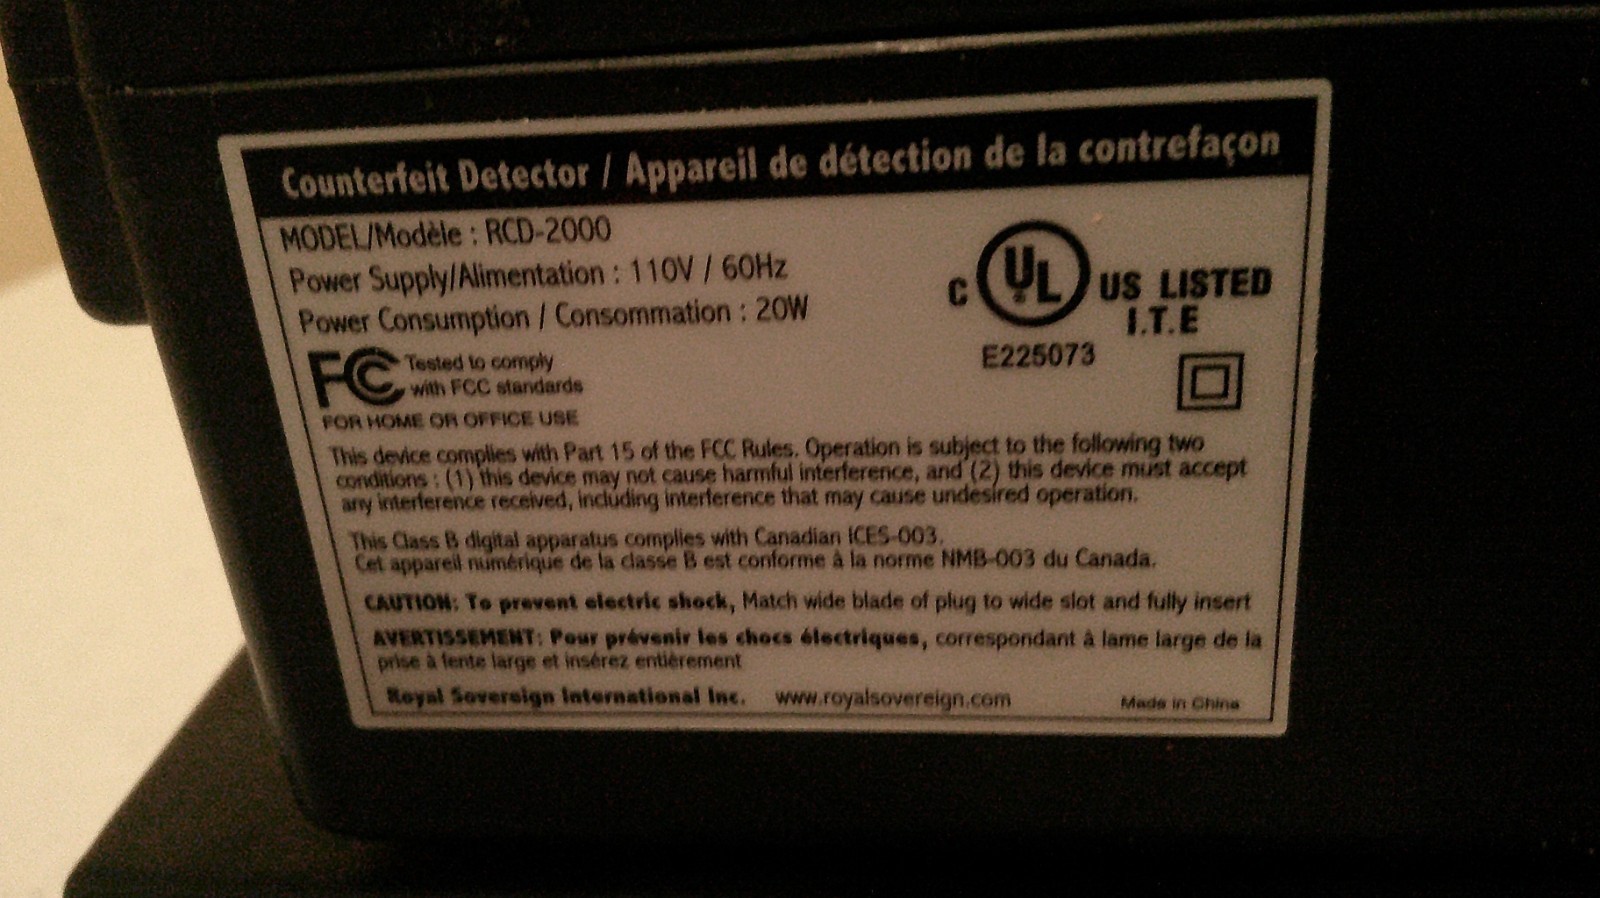 Counterfeit Detector / Appareil de détection de la contrefaçon
MODEL/Modèle : RCD-2000
Power Supply/Alimentation : 110V / 60Hz
Power Consumption / Consommation : 20W
C UL US LISTED
I.T.E
E225073
FC Tested to comply
with FCC standards
FOR HOME OR OFFICE USE
This device complies with Part 15 of the FCC Rules. Operation is subject to the following two
conditions : (1) this device may not cause harmful interference, and (2) this device must accept
any interference received, including interference that may cause undesired operation.
This Class B digital apparatus complies with Canadian ICES-003.
Cet appareil numérique de la classe B est conforme à la norme NMB-003 du Canada.
CAUTION: To prevent electric shock, Match wide blade of plug to wide slot and fully insert
AVERTISSEMENT: Pour prévenir les chocs électriques, correspondant à lame large de la
prise à fente large et insérez entièrement
Royal Sovereign International Inc. www.royalsovereign.com Made in China